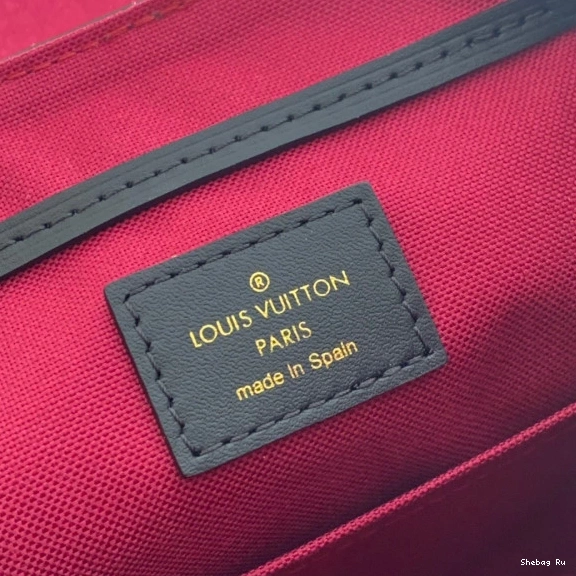 ®
LOUIS VUITTON
PARIS
made in Spain
Shebag Ru